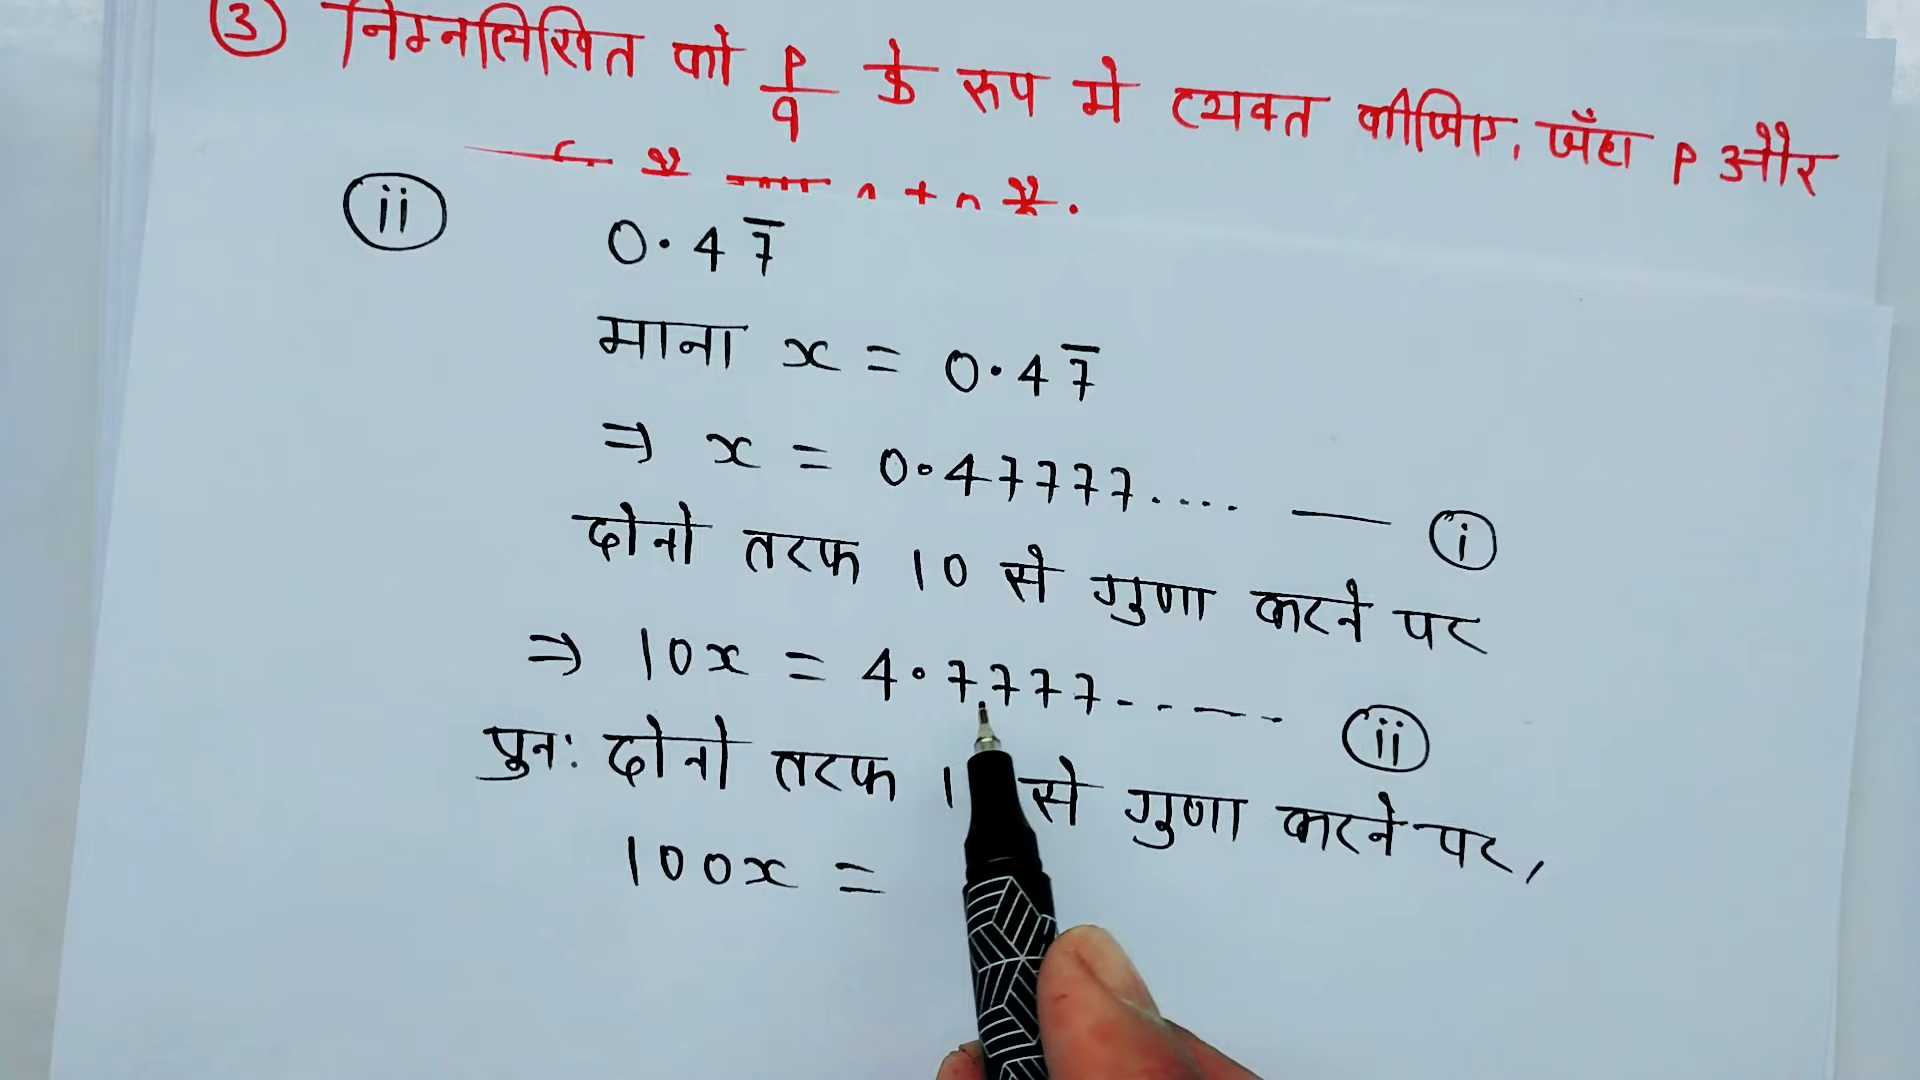 ③ निम्नलिखित को p/q के रूप मे व्यक्त कीजिए, जँहा p और
ii 0.47̅
माना x = 0.47̅
⇒ x = 0.47777.... — i
दोनो तरफ 10 से गुणा करने पर
⇒ 10x = 4.7777..---- ii
पुनः दोनो तरफ से गुणा करने पर,
100x =